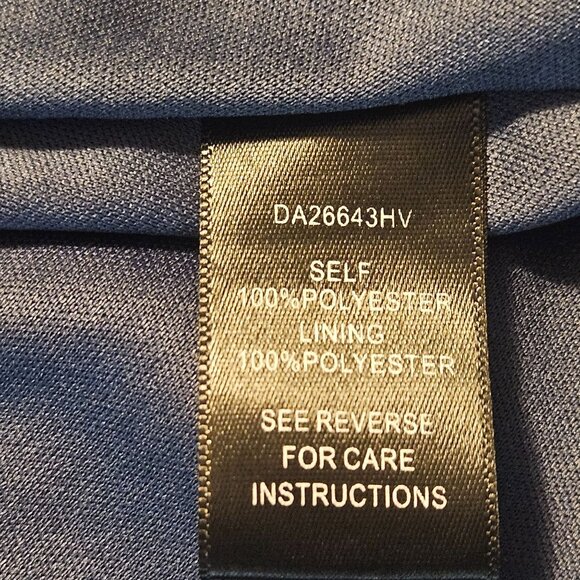 DA26643HV
SELF
100%POLYESTER
LINING
100%POLYESTER
SEE REVERSE
FOR CARE
INSTRUCTIONS